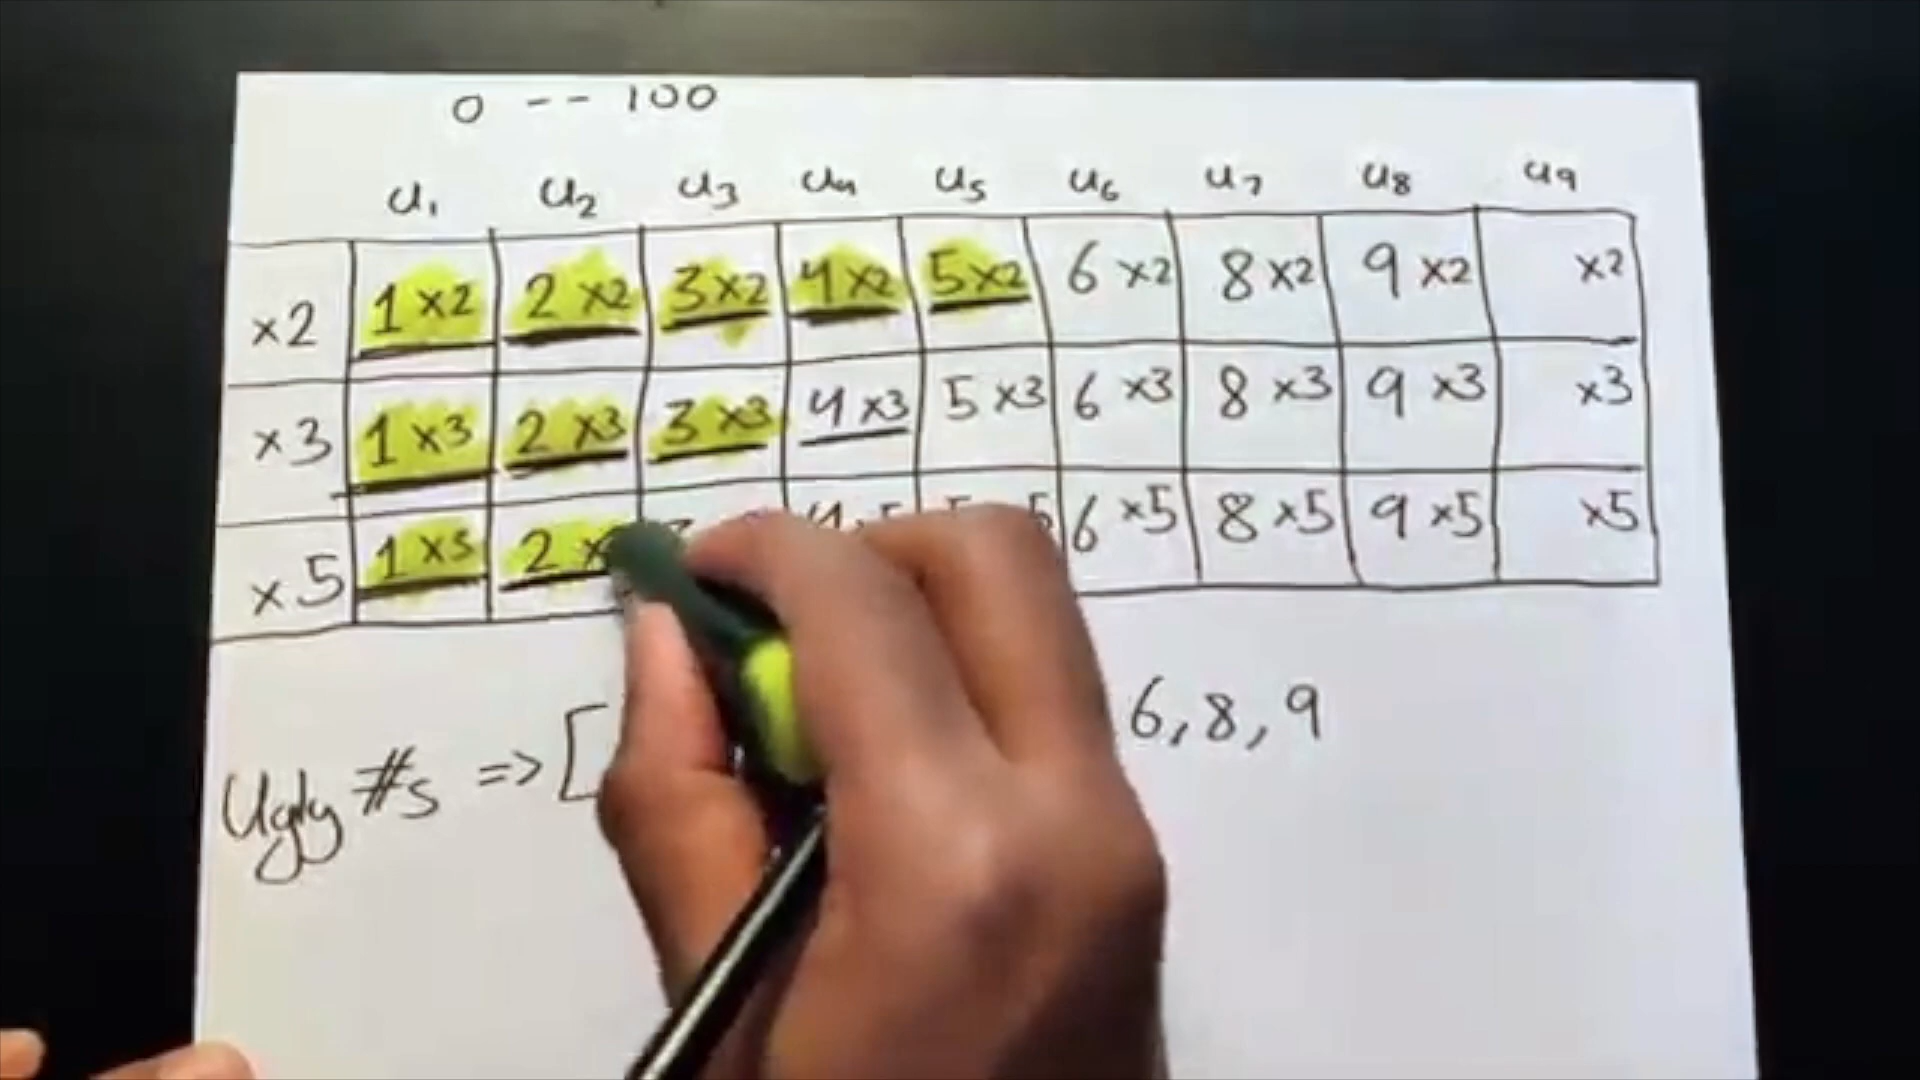 0 -- 100
u1 u2 u3 u4 u5 u6 u7 u8 u9
x2 1x2 2x2 3x2 4x2 5x2 6x2 8x2 9x2 x2
x3 1x3 2x3 3x3 4x3 5x3 6x3 8x3 9x3 x3
x5 1x5 2x 6x5 8x5 9x5 x5
Ugly #s => [ 6, 8, 9